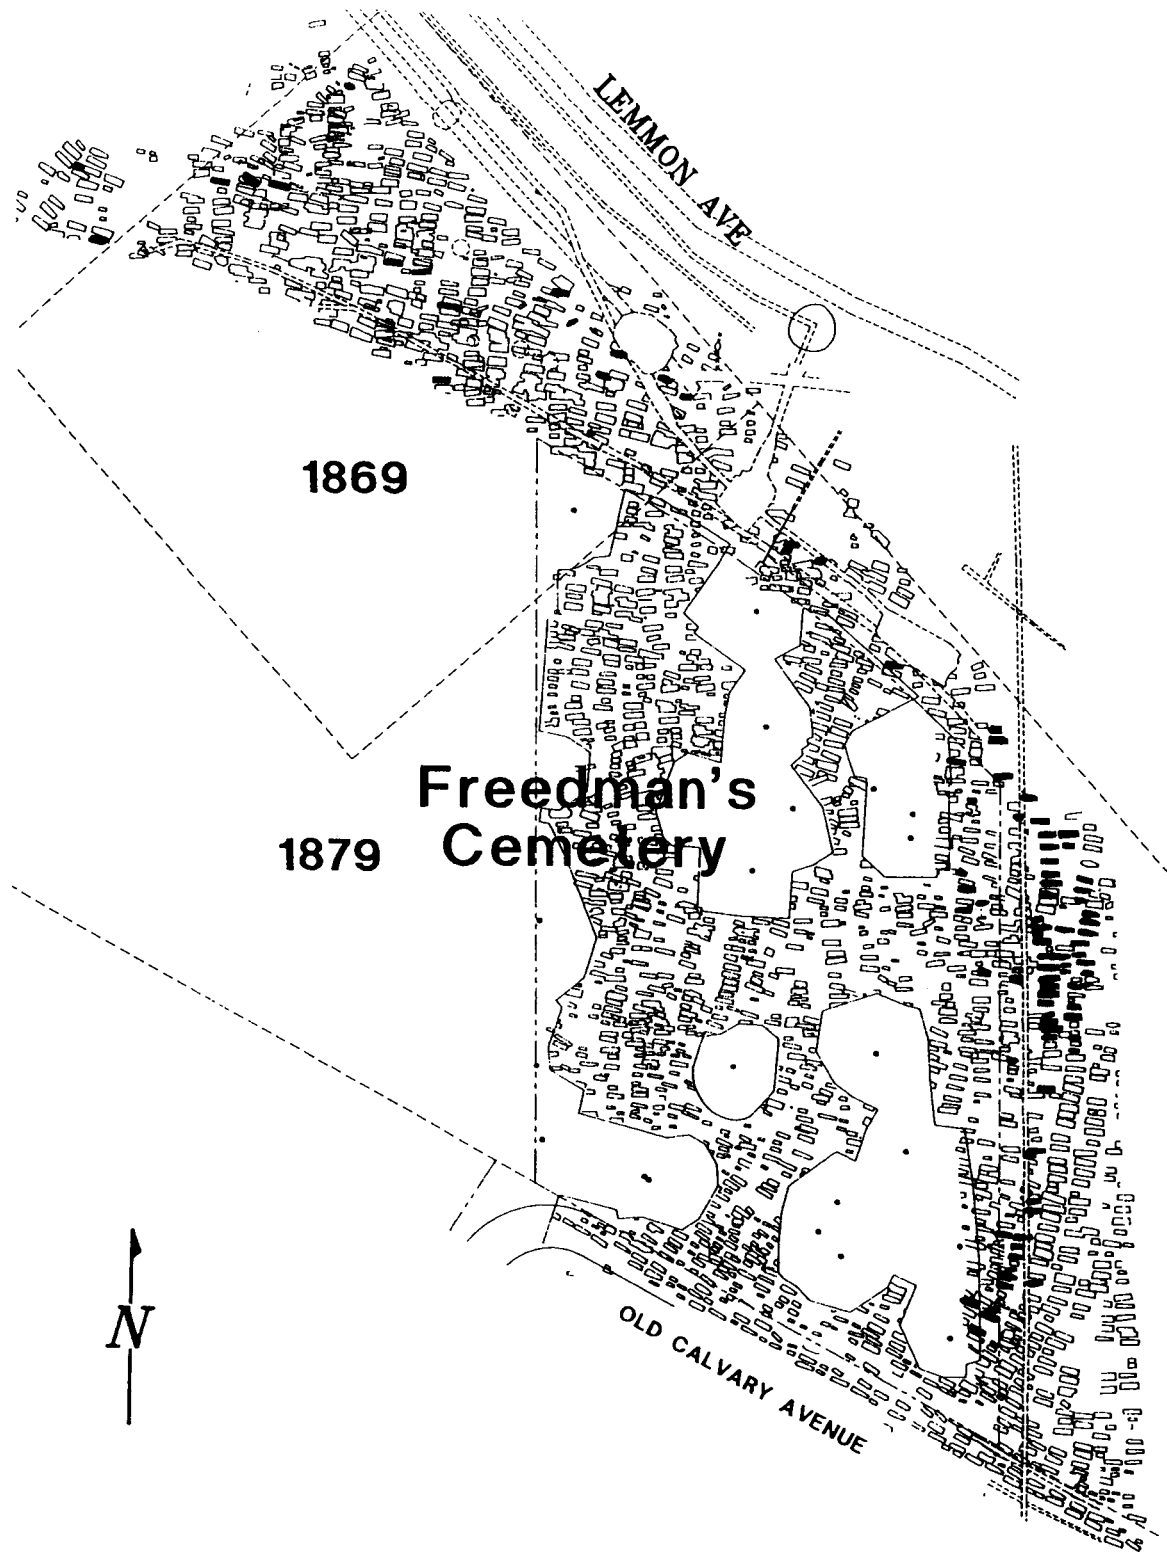 LEMMON AVE
1869
Freedman's
Cemetery
1879
N
OLD CALVARY AVENUE